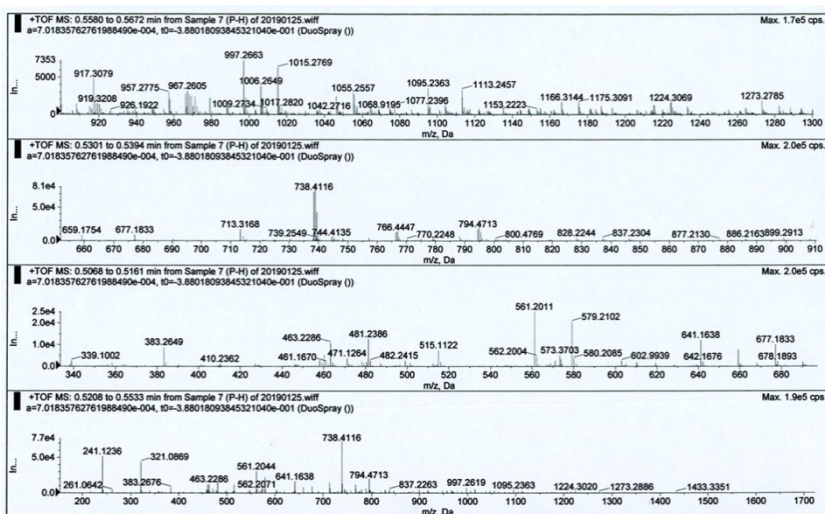 +TOF MS: 0.5580 to 0.5672 min from Sample 7 (P-H) of 20190125.wiff Max. 1.7e5 cps.
a=7.01835762761988490e-004, t0=-3.88018093845321040e-001 (DuoSpray ())
7353
5000
In...
917.3079
919.3208
926.1922
957.2775
967.2605
997.2663
1006.2649
1009.2734
1015.2769
1017.2820
1042.2716
1055.2557
1068.9195
1077.2396
1095.2363
1113.2457
1153.2223
1166.3144
1175.3091
1224.3069
1273.2785
920 940 960 980 1000 1020 1040 1060 1080 1100 1120 1140 1160 1180 1200 1220 1240 1260 1280 1300
m/z, Da
+TOF MS: 0.5301 to 0.5394 min from Sample 7 (P-H) of 20190125.wiff Max. 2.0e5 cps.
a=7.01835762761988490e-004, t0=-3.88018093845321040e-001 (DuoSpray ())
8.1e4
5.0e4
0.0
In...
659.1754
677.1833
713.3168
738.4116
739.2549
744.4135
766.4447
770.2248
794.4713
800.4769
828.2244
837.2304
877.2130
886.2163
899.2913
660 670 680 690 700 710 720 730 740 750 760 770 780 790 800 810 820 830 840 850 860 870 880 890 900 910
m/z, Da
+TOF MS: 0.5068 to 0.5161 min from Sample 7 (P-H) of 20190125.wiff Max. 2.0e5 cps.
a=7.01835762761988490e-004, t0=-3.88018093845321040e-001 (DuoSpray ())
2.5e4
2.0e4
1.0e4
0.0
In...
339.1002
383.2649
410.2362
461.1670
463.2286
471.1264
481.2386
482.2415
515.1122
561.2011
562.2004
573.3703
579.2102
580.2085
602.9939
641.1638
642.1676
677.1833
678.1893
340 360 380 400 420 440 460 480 500 520 540 560 580 600 620 640 660 680
m/z, Da
+TOF MS: 0.5208 to 0.5533 min from Sample 7 (P-H) of 20190125.wiff Max. 1.9e5 cps.
a=7.01835762761988490e-004, t0=-3.88018093845321040e-001 (DuoSpray ())
7.7e4
5.0e4
0.0
In...
241.1236
261.0642
321.0869
383.2676
463.2286
561.2044
562.2071
641.1638
738.4116
794.4713
837.2263
997.2619
1095.2363
1224.3020
1273.2886
1433.3351
200 300 400 500 600 700 800 900 1000 1100 1200 1300 1400 1500 1600 1700
m/z, Da